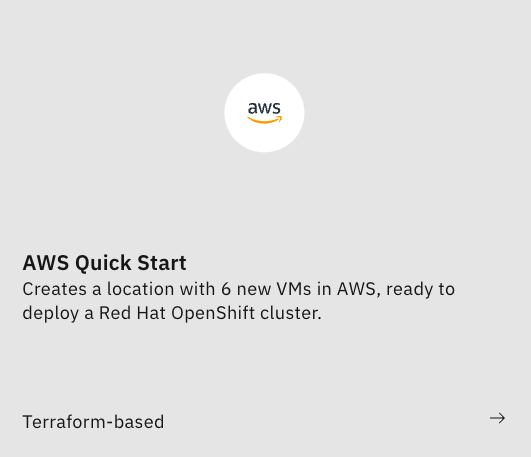 aws
AWS Quick Start
Creates a location with 6 new VMs in AWS, ready to
deploy a Red Hat OpenShift cluster.
Terraform-based